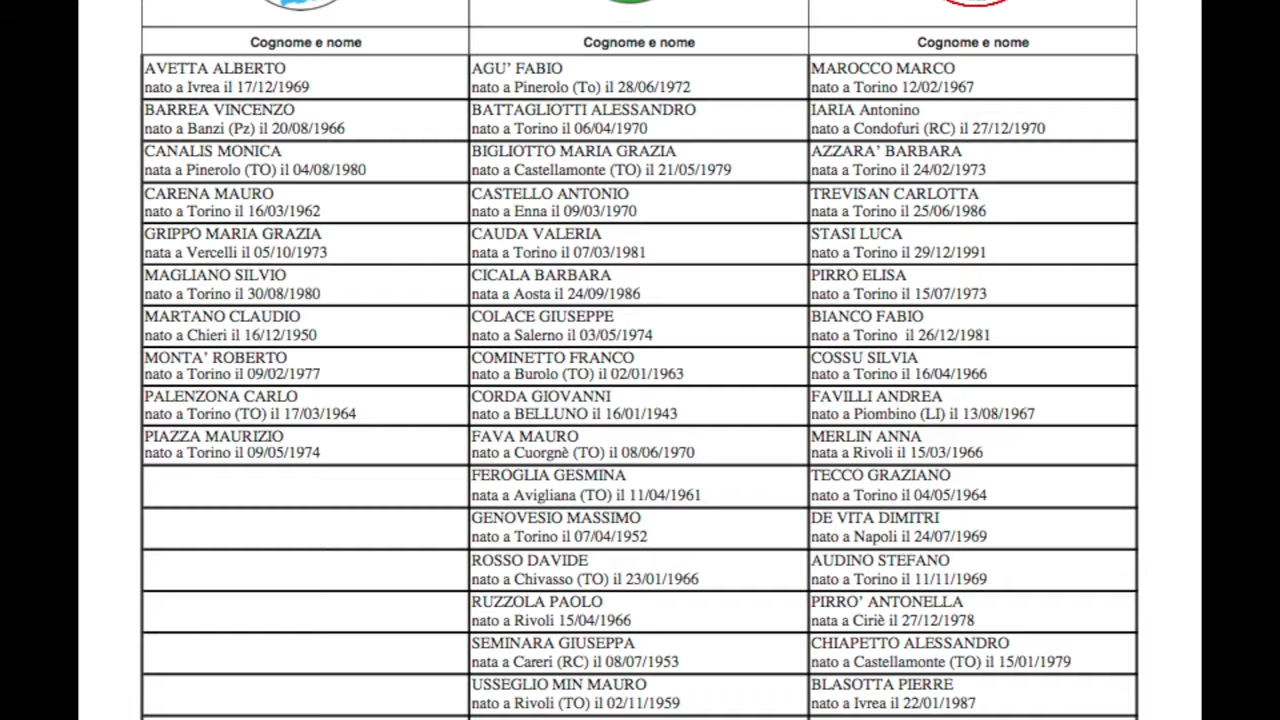 Cognome e nome
Cognome e nome
Cognome e nome
AVETTA ALBERTO
nato a Ivrea il 17/12/1969
AGU’ FABIO
nato a Pinerolo (To) il 28/06/1972
MAROCCO MARCO
nato a Torino 12/02/1967
BARREA VINCENZO
nato a Banzi (Pz) il 20/08/1966
BATTAGLIOTTI ALESSANDRO
nato a Torino il 06/04/1970
IARIA Antonino
nato a Condofuri (RC) il 27/12/1970
CANALIS MONICA
nata a Pinerolo (TO) il 04/08/1980
BIGLIOTTO MARIA GRAZIA
nato a Castellamonte (TO) il 21/05/1979
AZZARA’ BARBARA
nata a Torino il 24/02/1973
CARENA MAURO
nato a Torino il 16/03/1962
CASTELLO ANTONIO
nato a Enna il 09/03/1970
TREVISAN CARLOTTA
nata a Torino il 25/06/1986
GRIPPO MARIA GRAZIA
nata a Vercelli il 05/10/1973
CAUDA VALERIA
nata a Torino il 07/03/1981
STASI LUCA
nato a Torino il 29/12/1991
MAGLIANO SILVIO
nato a Torino il 30/08/1980
CICALA BARBARA
nata a Aosta il 24/09/1986
PIRRO ELISA
nato a Torino il 15/07/1973
MARTANO CLAUDIO
nato a Chieri il 16/12/1950
COLACE GIUSEPPE
nato a Salerno il 03/05/1974
BIANCO FABIO
nato a Torino il 26/12/1981
MONTA’ ROBERTO
nato a Torino il 09/02/1977
COMINETTO FRANCO
nato a Burolo (TO) il 02/01/1963
COSSU SILVIA
nato a Torino il 16/04/1966
PALENZONA CARLO
nato a Torino (TO) il 17/03/1964
CORDA GIOVANNI
nato a BELLUNO il 16/01/1943
FAVILLI ANDREA
nato a Piombino (LI) il 13/08/1967
PIAZZA MAURIZIO
nato a Torino il 09/05/1974
FAVA MAURO
nato a Cuorgnè (TO) il 08/06/1970
MERLIN ANNA
nata a Rivoli il 15/03/1966
FEROGLIA GESMINA
nata a Avigliana (TO) il 11/04/1961
TECCO GRAZIANO
nato a Torino il 04/05/1964
GENOVESIO MASSIMO
nato a Torino il 07/04/1952
DE VITA DIMITRI
nato a Napoli il 24/07/1969
ROSSO DAVIDE
nato a Chivasso (TO) il 23/01/1966
AUDINO STEFANO
nato a Torino il 11/11/1969
RUZZOLA PAOLO
nato a Rivoli 15/04/1966
PIRRO’ ANTONELLA
nata a Ciriè il 27/12/1978
SEMINARA GIUSEPPA
nata a Careri (RC) il 08/07/1953
CHIAPETTO ALESSANDRO
nato a Castellamonte (TO) il 15/01/1979
USSEGLIO MIN MAURO
nato a Rivoli (TO) il 02/11/1959
BLASOTTA PIERRE
nato a Ivrea il 22/01/1987